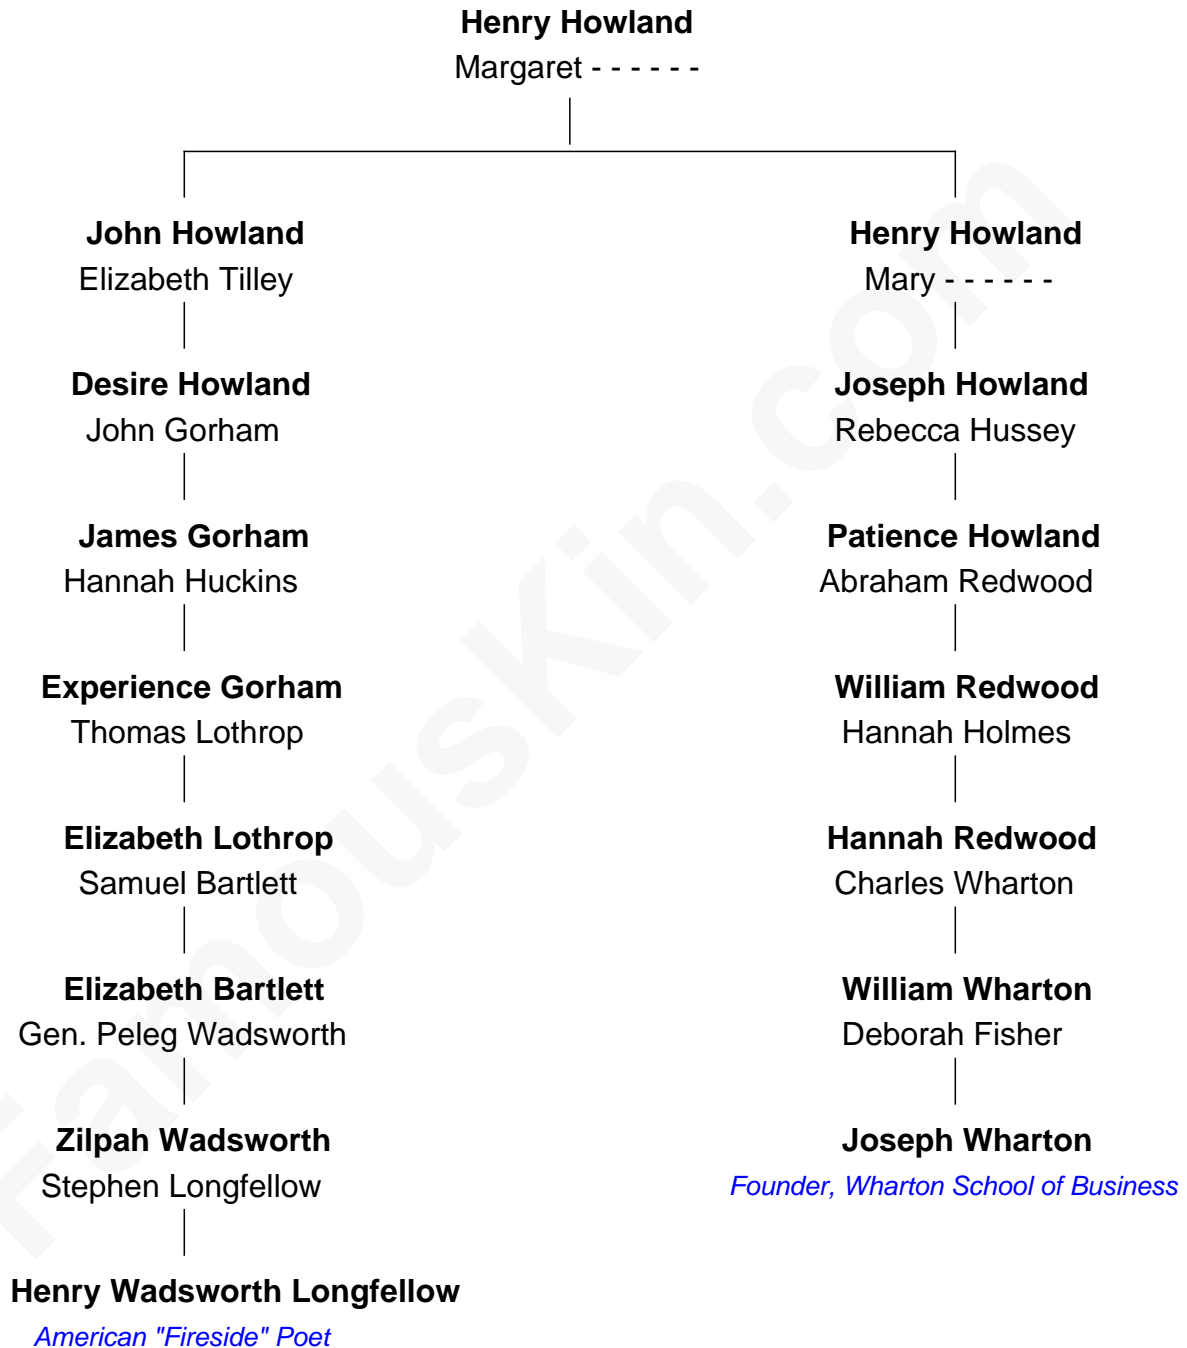 Henry Howland
Margaret - - - - - -
John Howland
Elizabeth Tilley
Henry Howland
Mary - - - - - -
Desire Howland
John Gorham
Joseph Howland
Rebecca Hussey
James Gorham
Hannah Huckins
Patience Howland
Abraham Redwood
Experience Gorham
Thomas Lothrop
William Redwood
Hannah Holmes
Elizabeth Lothrop
Samuel Bartlett
Hannah Redwood
Charles Wharton
Elizabeth Bartlett
Gen. Peleg Wadsworth
William Wharton
Deborah Fisher
Zilpah Wadsworth
Stephen Longfellow
Joseph Wharton
Founder, Wharton School of Business
Henry Wadsworth Longfellow
American "Fireside" Poet
FamousKin.com